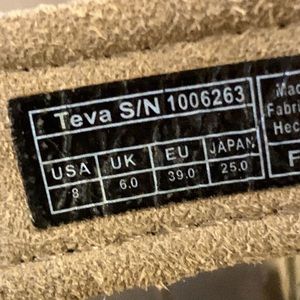 Teva S/N 1006263
USA UK EU JAPAN
8 6.0 39.0 25.0
Mad
Fabri
Hec